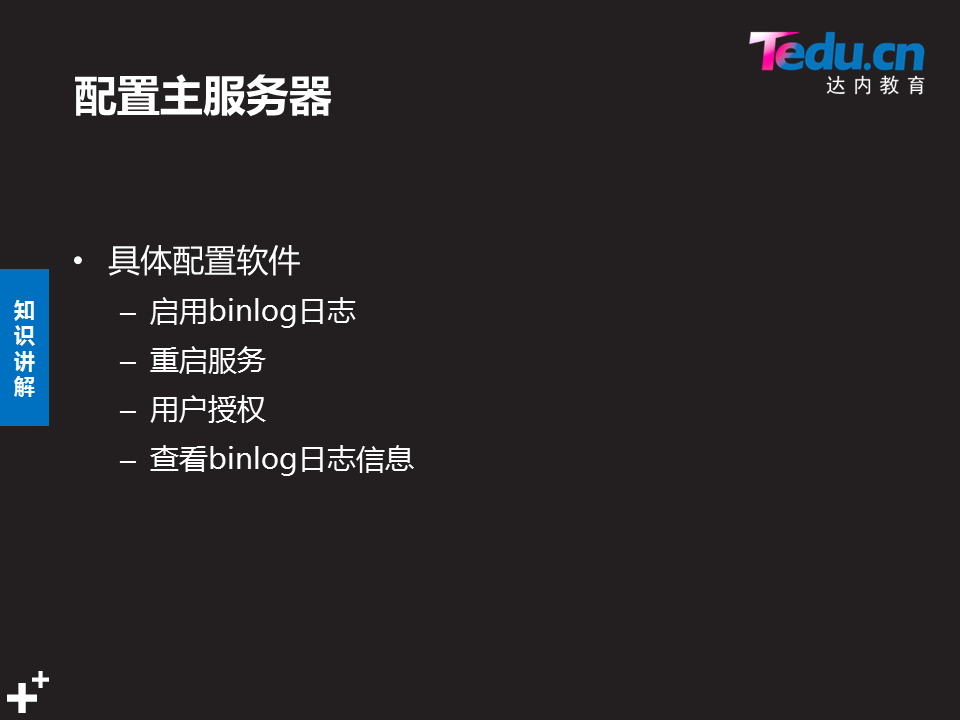 Tedu.cn
达内教育
配置主服务器
• 具体配置软件
– 启用binlog日志
– 重启服务
– 用户授权
– 查看binlog日志信息
知
识
讲
解